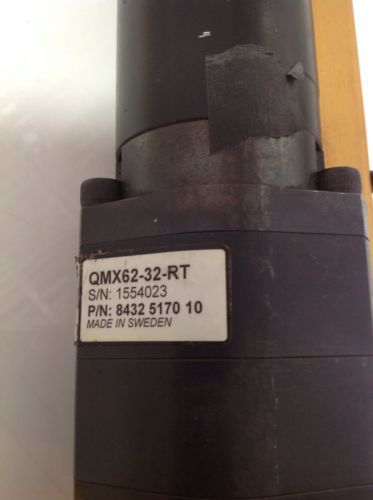 QMX62-32-RT
S/N: 1554023
P/N: 8432 5170 10
MADE IN SWEDEN